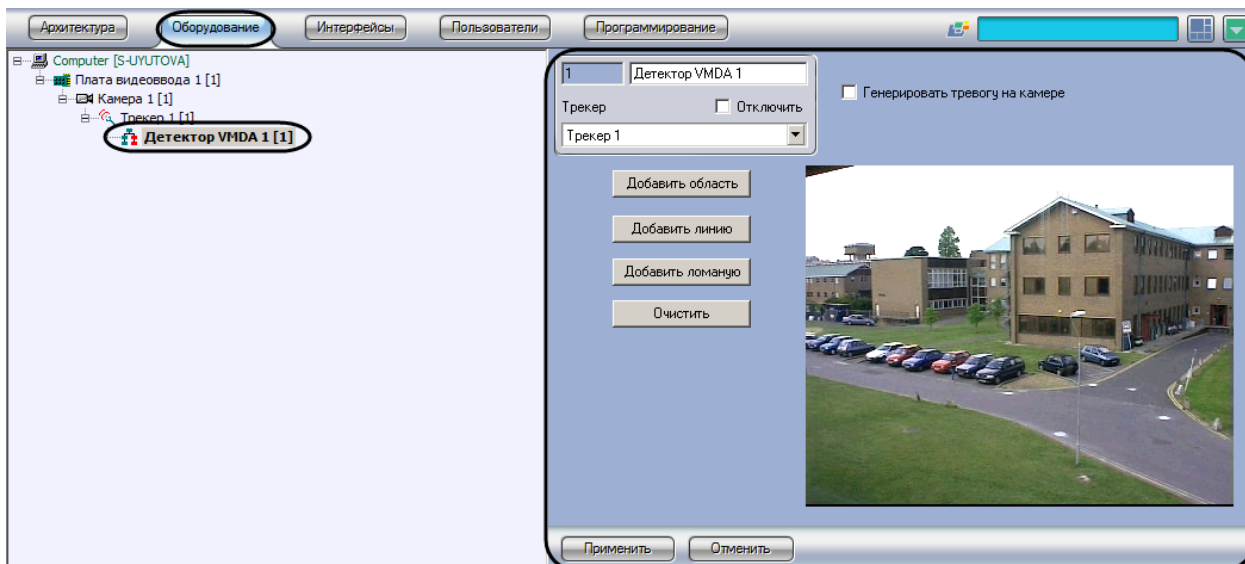 Архитектура Оборудование Интерфейсы Пользователи Программирование
Computer [S-UYUTOVA]
Плата видеоввода 1 [1]
Камера 1 [1]
Трекер 1 [1]
Детектор VMDA 1 [1]
1 Детектор VMDA 1
Трекер Отключить
Трекер 1
Генерировать тревогу на камере
Добавить область
Добавить линию
Добавить ломаную
Очистить
Применить Отменить